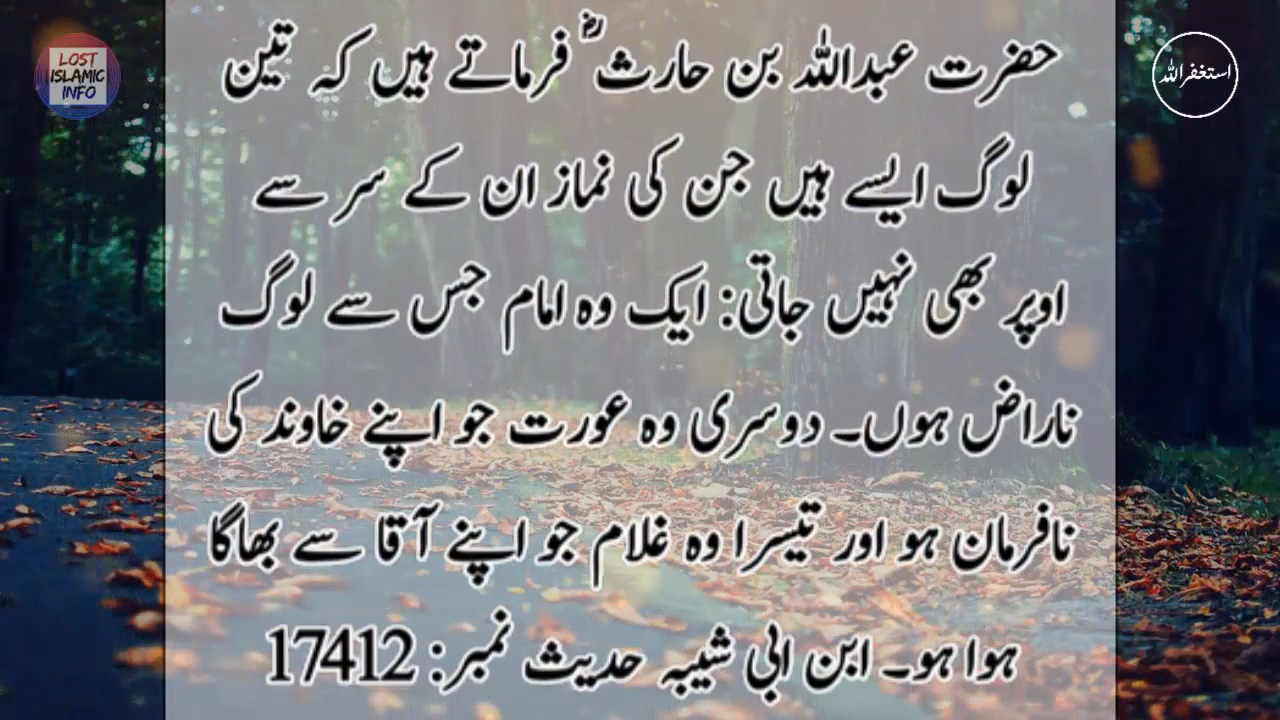 LOST
ISLAMIC
INFO
استغفر اللہ
حضرت عبداللہ بن حارثؓ فرماتے ہیں کہ تین
لوگ ایسے ہیں جن کی نماز ان کے سر سے
اوپر بھی نہیں جاتی: ایک وہ امام جس سے لوگ
ناراض ہوں۔ دوسری وہ عورت جو اپنے خاوند کی
نافرمان ہو اور تیسرا وہ غلام جو اپنے آقا سے بھاگا
ہوا ہو۔ ابن ابی شیبہ حدیث نمبر: 17412